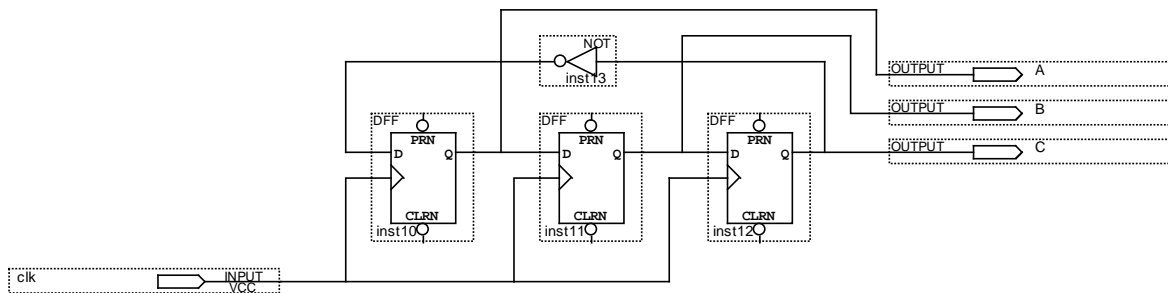 NOT
inst13
OUTPUT A
OUTPUT B
OUTPUT C
DFF
PRN
D Q
CLRN
inst10
DFF
PRN
D Q
CLRN
inst11
DFF
PRN
D Q
CLRN
inst12
clk
INPUT
VCC